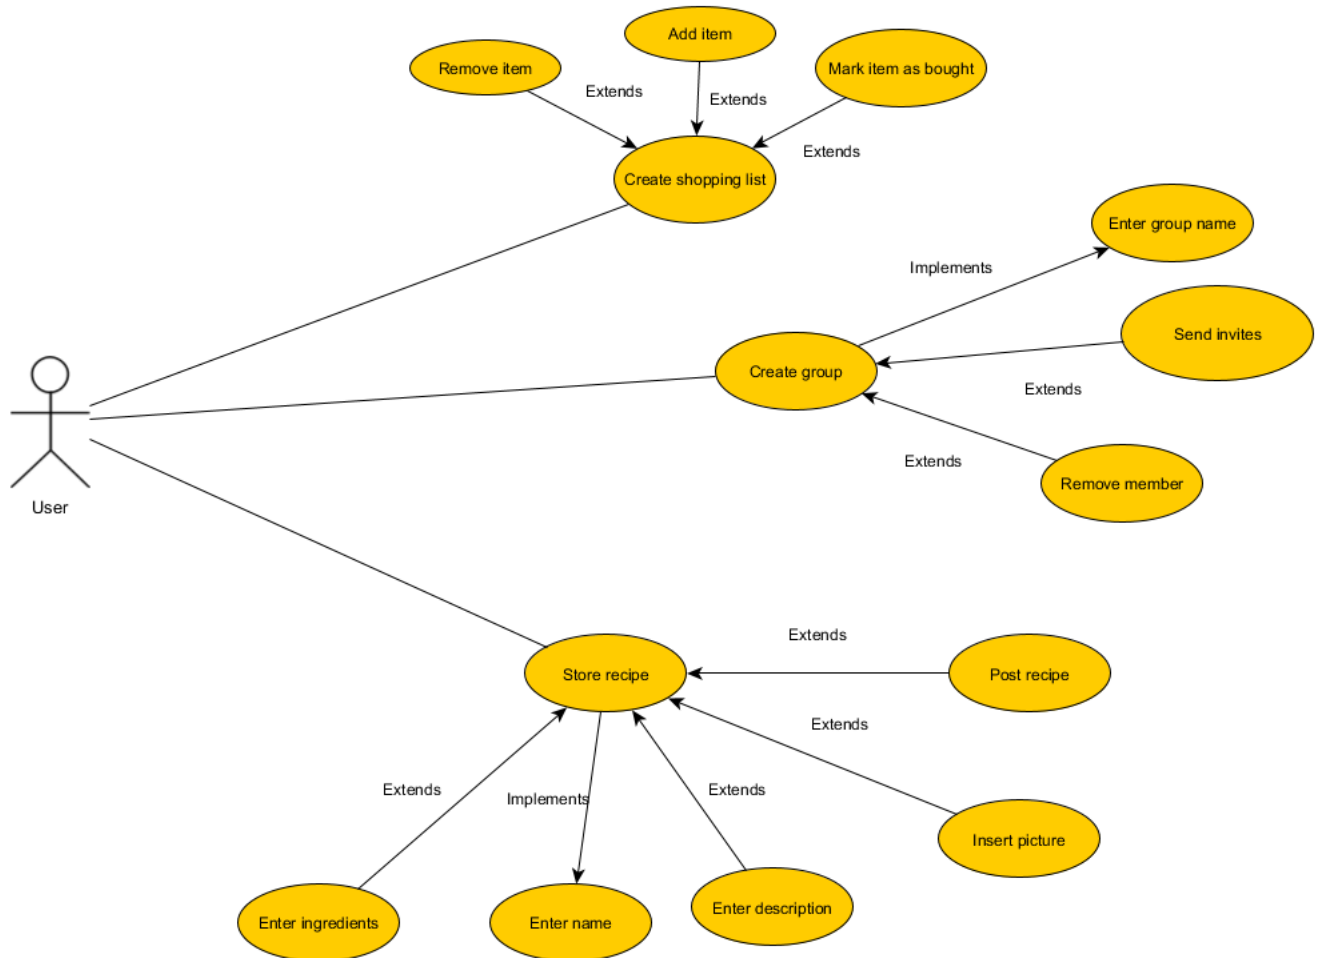 Add item
Remove item
Mark item as bought
Extends
Extends
Extends
Create shopping list
Enter group name
Implements
Send invites
Create group
Extends
Extends
Remove member
User
Extends
Store recipe
Post recipe
Extends
Extends
Implements
Extends
Insert picture
Enter ingredients
Enter name
Enter description